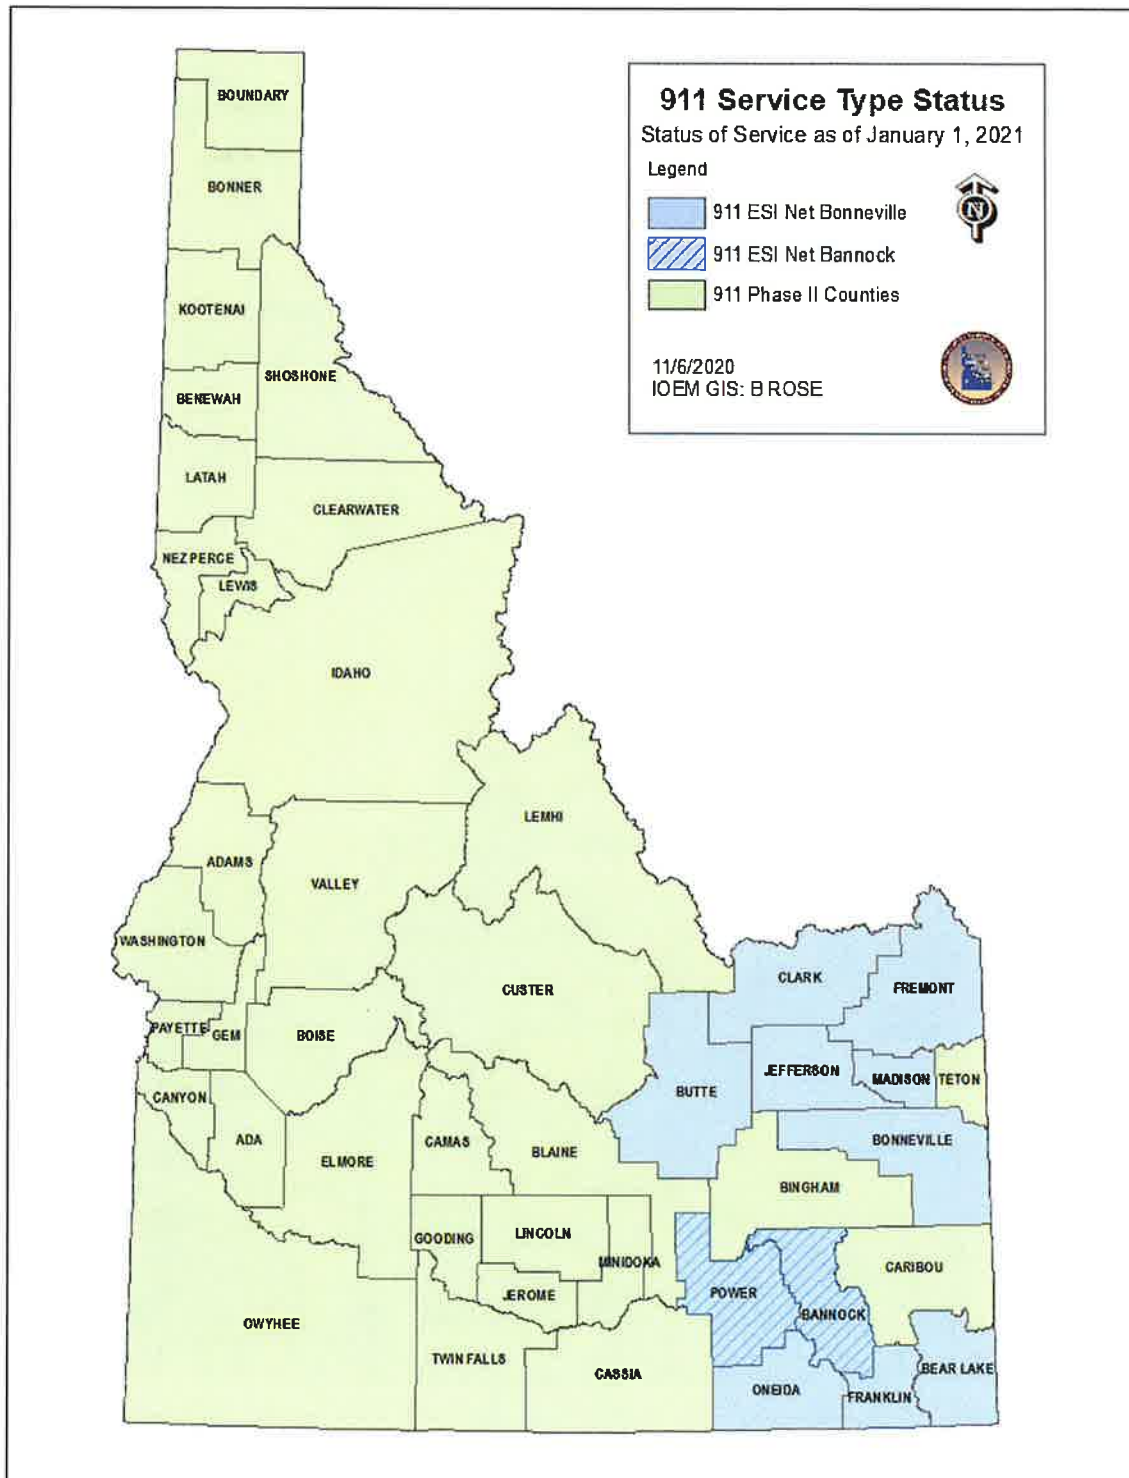 911 Service Type Status
Status of Service as of January 1, 2021
Legend
N
911 ESI Net Bonneville
911 ESI Net Bannock
911 Phase II Counties
11/6/2020
IOEM GIS: B ROSE
BOUNDARY
BONNER
KOOTENAI
SHOSHONE
BENEWAH
LATAH
CLEARWATER
NEZ PERCE
LEWIS
IDAHO
LEMHI
ADAMS
VALLEY
WASHINGTON
CUSTER
CLARK
FREMONT
PAYETTE
GEM
BOISE
JEFFERSON
MADISON
TETON
BUTTE
CANYON
ADA
CAMAS
BLAINE
BONNEVILLE
ELMORE
BINGHAM
GOODING
LINCOLN
MINIDOKA
CARIBOU
JEROME
POWER
BANNOCK
OWYHEE
TWIN FALLS
CASSIA
ONEIDA
FRANKLIN
BEAR LAKE